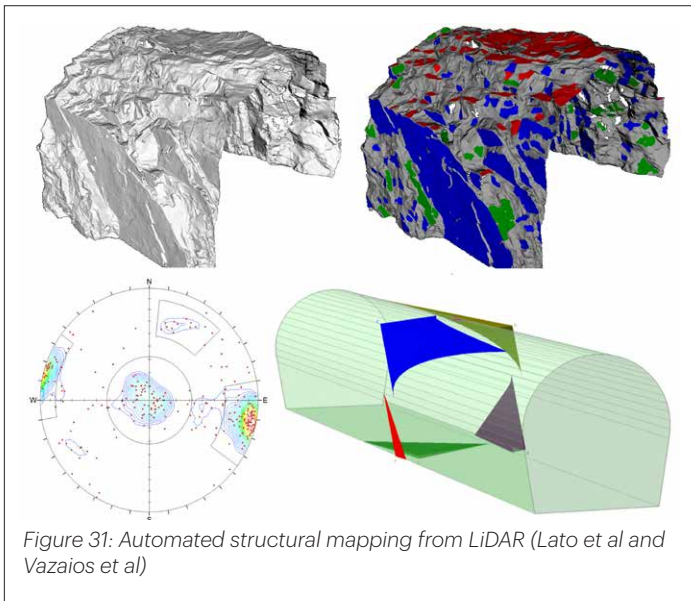 N
W
E
S
Figure 31: Automated structural mapping from LiDAR (Lato et al and
Vazaios et al)